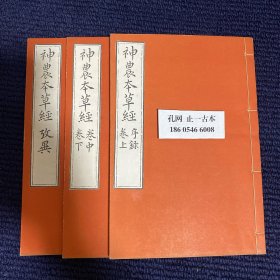 神農本草經 序錄 卷上
神農本草經 卷中 卷下
神農本草經 攷異
孔网 正一古本
186 0546 6008